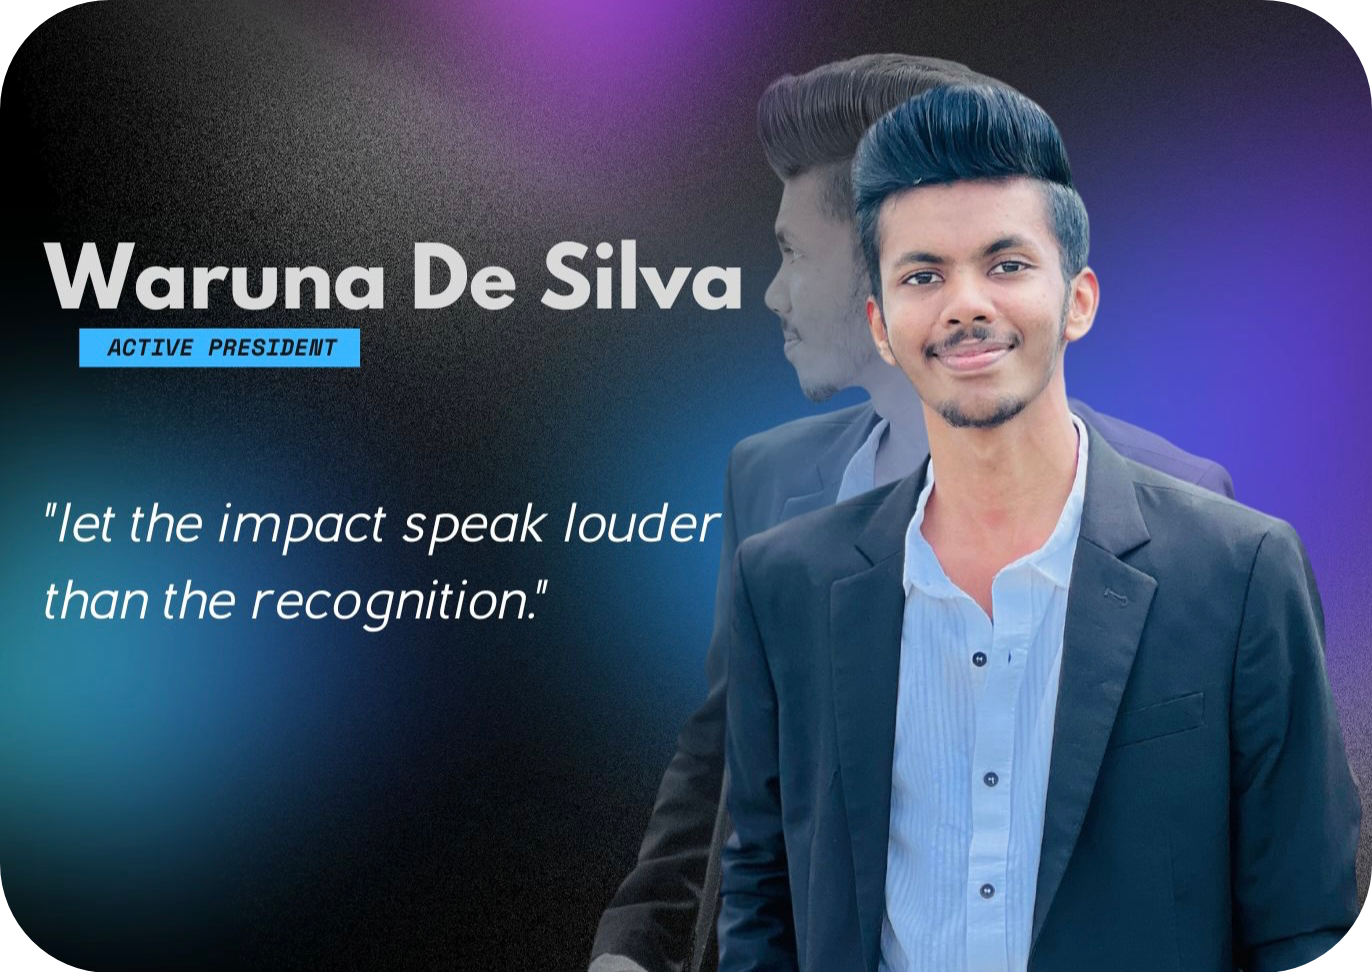 Waruna De Silva
ACTIVE PRESIDENT
"let the impact speak louder
than the recognition."